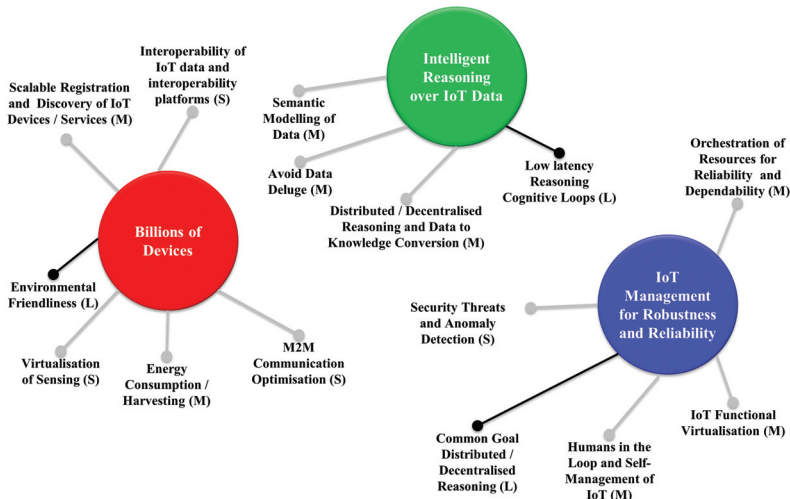 Interoperability of
IoT data and
interoperability
platforms (S)
Scalable Registration
and Discovery of IoT
Devices / Services (M)
Billions of
Devices
Environmental
Friendliness (L)
Virtualisation
of Sensing (S)
Energy
Consumption /
Harvesting (M)
M2M
Communication
Optimisation (S)
Intelligent
Reasoning
over IoT Data
Semantic
Modelling of
Data (M)
Avoid Data
Deluge (M)
Distributed / Decentralised
Reasoning and Data to
Knowledge Conversion (M)
Low latency
Reasoning
Cognitive Loops (L)
Orchestration of
Resources for
Reliability and
Dependability (M)
IoT
Management
for Robustness
and Reliability
Security Threats
and Anomaly
Detection (S)
Common Goal
Distributed /
Decentralised
Reasoning (L)
Humans in the
Loop and Self-
Management of
IoT (M)
IoT Functional
Virtualisation (M)